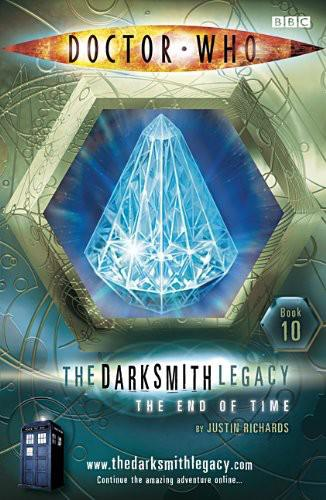 BBC
DOCTOR · WHO
Book
10
THE DARKSMITH LEGACY
THE END OF TIME
BY JUSTIN RICHARDS
www.thedarksmithlegacy.com
Continue the amazing adventure online...